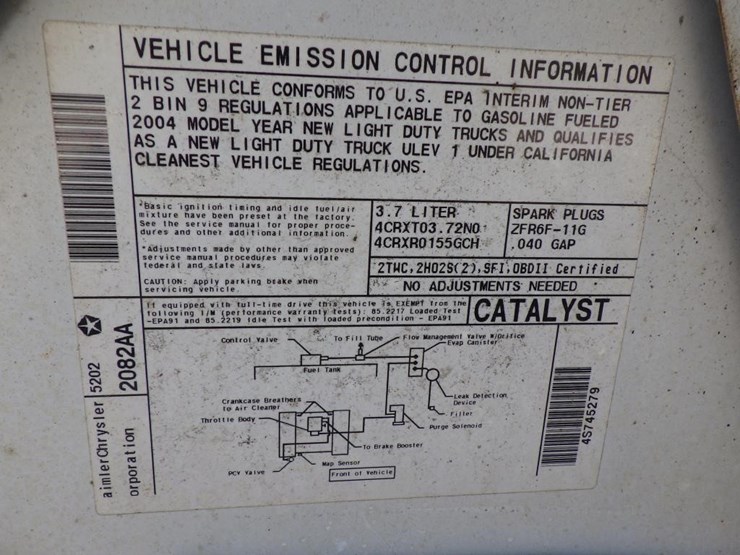 VEHICLE EMISSION CONTROL INFORMATION
THIS VEHICLE CONFORMS TO U.S. EPA INTERIM NON-TIER
2 BIN 9 REGULATIONS APPLICABLE TO GASOLINE FUELED
2004 MODEL YEAR NEW LIGHT DUTY TRUCKS AND QUALIFIES
AS A NEW LIGHT DUTY TRUCK ULEV 1 UNDER CALIFORNIA
CLEANEST VEHICLE REGULATIONS.
*Basic ignition timing and idle fuel/air
mixture have been preset at the factory.
See the service manual for proper proce-
dures and other additional information.
*Adjustments made by other than approved
service manual procedures may violate
federal and state laws.
CAUTION: Apply parking brake when
servicing vehicle.
3.7 LITER
4CRXT03.72N0
4CRXR0155GCH
SPARK PLUGS
ZFR6F-11G
.040 GAP
2TWC,2HO2S(2),SFI,OBDII Certified
NO ADJUSTMENTS NEEDED
If equipped with full-time drive this vehicle is EXEMPT from the
following I/M (performance warranty tests): 85.2217 Loaded Test
-EPA91 and 85.2219 Idle Test with loaded precondition - EPA91
CATALYST
Control Valve
To Fill Tube
Flow Management Valve W/Orifice
Evap Canister
Fuel Tank
Crankcase Breathers
to Air Cleaner
Throttle Body
Leak Detection
Device
Filter
Purge Solenoid
To Brake Booster
Map Sensor
PCV Valve
Front of Vehicle
4S745279
aimlerChrysler
orporation
5202
2082AA